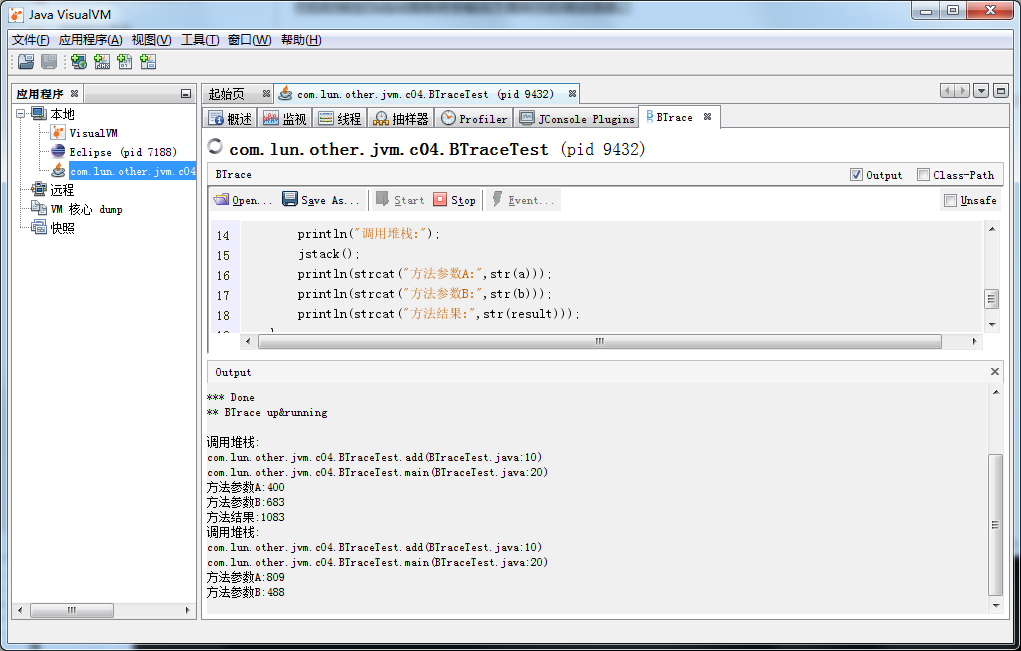 Java VisualVM
文件(F) 应用程序(A) 视图(V) 工具(T) 窗口(W) 帮助(H)
应用程序
本地
VisualVM
Eclipse (pid 7188)
com.lun.other.jvm.c04
远程
VM 核心 dump
快照
起始页 com.lun.other.jvm.c04.BTraceTest (pid 9432)
概述 监视 线程 抽样器 Profiler JConsole Plugins BTrace
com.lun.other.jvm.c04.BTraceTest (pid 9432)
BTrace Output Class-Path
Open... Save As... Start Stop Event... Unsafe
14 println("调用堆栈:");
15 jstack();
16 println(strcat("方法参数A:",str(a)));
17 println(strcat("方法参数B:",str(b)));
18 println(strcat("方法结果:",str(result)));
Output
*** Done
** BTrace up&running
调用堆栈:
com.lun.other.jvm.c04.BTraceTest.add(BTraceTest.java:10)
com.lun.other.jvm.c04.BTraceTest.main(BTraceTest.java:20)
方法参数A:400
方法参数B:683
方法结果:1083
调用堆栈:
com.lun.other.jvm.c04.BTraceTest.add(BTraceTest.java:10)
com.lun.other.jvm.c04.BTraceTest.main(BTraceTest.java:20)
方法参数A:809
方法参数B:488